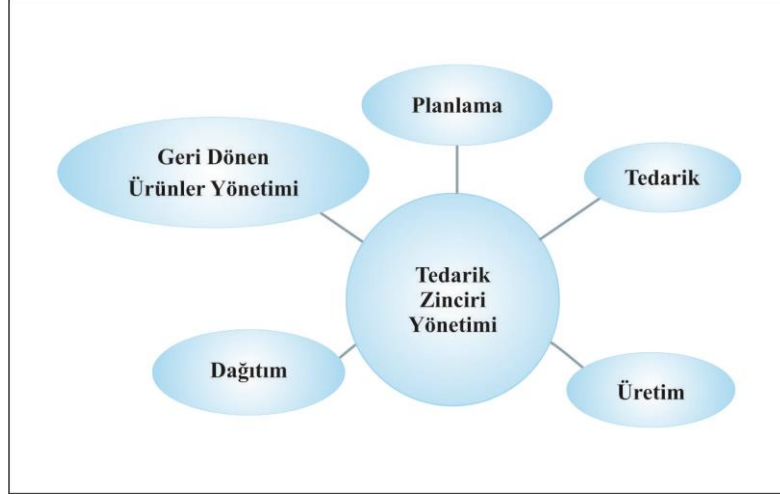 Planlama
Geri Dönen
Ürünler Yönetimi
Tedarik
Tedarik
Zinciri
Yönetimi
Dağıtım
Üretim